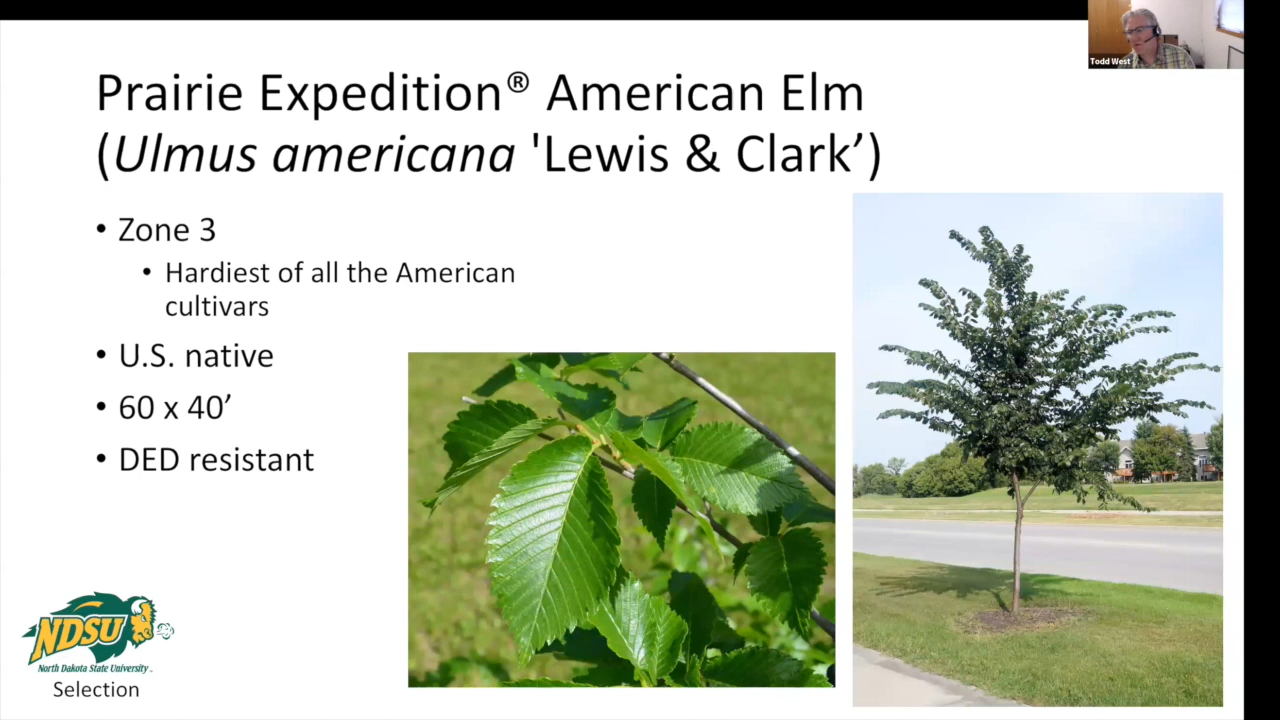 Todd West
Prairie Expedition® American Elm
(Ulmus americana 'Lewis & Clark’)
• Zone 3
• Hardiest of all the American
cultivars
• U.S. native
• 60 x 40’
• DED resistant
NDSU
North Dakota State University
Selection